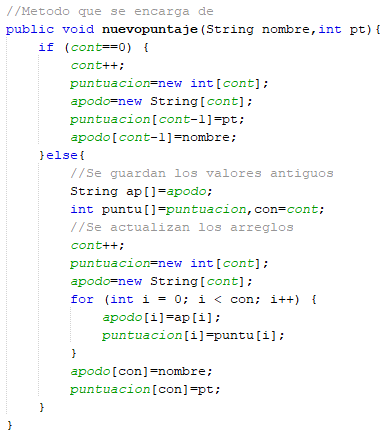 //Metodo que se encarga de
public void nuevopuntaje(String nombre,int pt){
    if (cont==0) {
        cont++;
        puntuacion=new int[cont];
        apodo=new String[cont];
        puntuacion[cont-1]=pt;
        apodo[cont-1]=nombre;
    }else{
        //Se guardan los valores antiguos
        String ap[]=apodo;
        int puntu[]=puntuacion,con=cont;
        //Se actualizan los arreglos
        cont++;
        puntuacion=new int[cont];
        apodo=new String[cont];
        for (int i = 0; i < con; i++) {
            apodo[i]=ap[i];
            puntuacion[i]=puntu[i];
        }
        apodo[con]=nombre;
        puntuacion[con]=pt;
    }
}